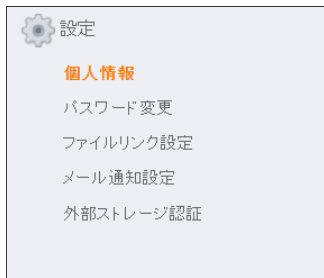 設定
個人情報
パスワード変更
ファイルリンク設定
メール通知設定
外部ストレージ認証